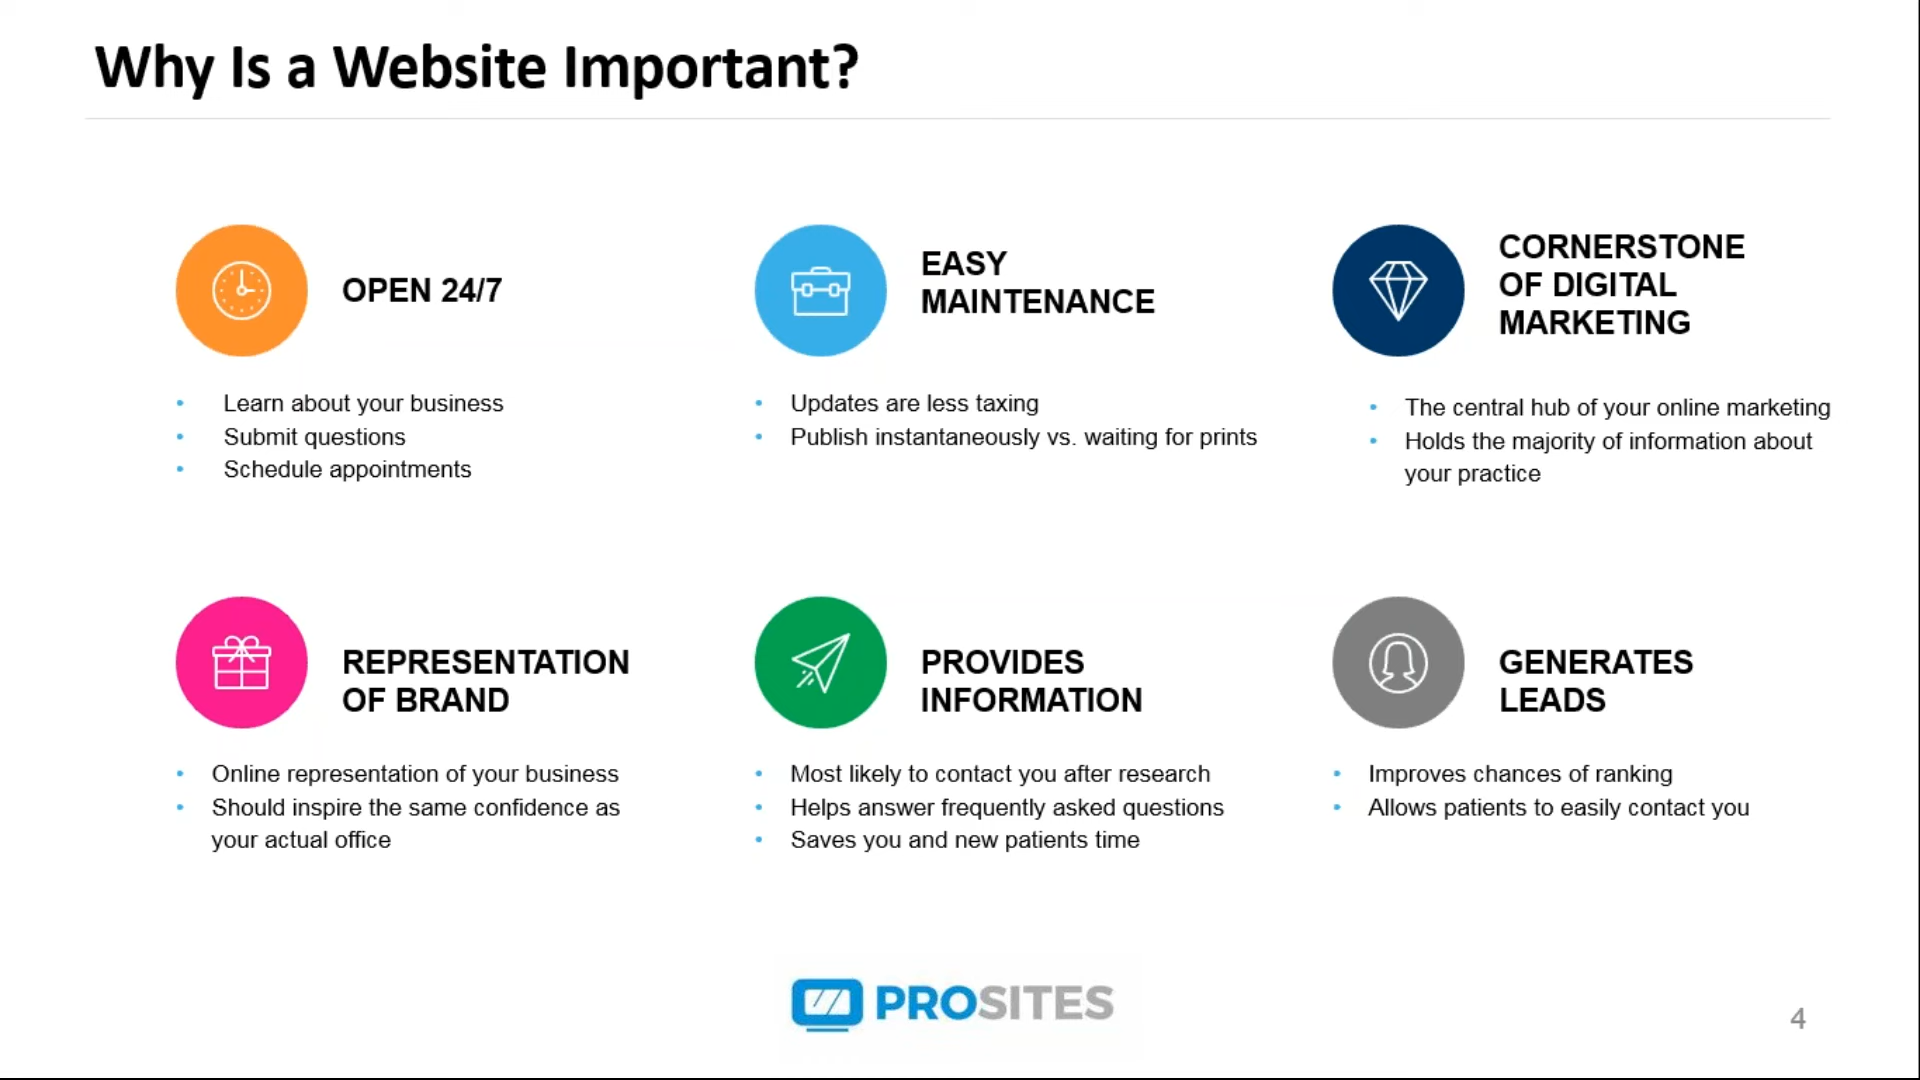 Why Is a Website Important?
OPEN 24/7
• Learn about your business
• Submit questions
• Schedule appointments
EASY
MAINTENANCE
• Updates are less taxing
• Publish instantaneously vs. waiting for prints
CORNERSTONE
OF DIGITAL
MARKETING
• The central hub of your online marketing
• Holds the majority of information about
your practice
REPRESENTATION
OF BRAND
• Online representation of your business
• Should inspire the same confidence as
your actual office
PROVIDES
INFORMATION
• Most likely to contact you after research
• Helps answer frequently asked questions
• Saves you and new patients time
GENERATES
LEADS
• Improves chances of ranking
• Allows patients to easily contact you
PROSITES
4